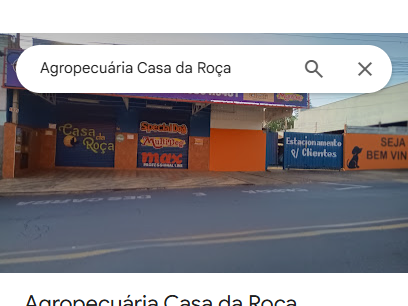 Agropecuária Casa da Roça
Casa
da
Roça
Special Dog
max
Estacionamento
p/ Clientes
SEJA
BEM VIN
Agropecuária Casa da Roça